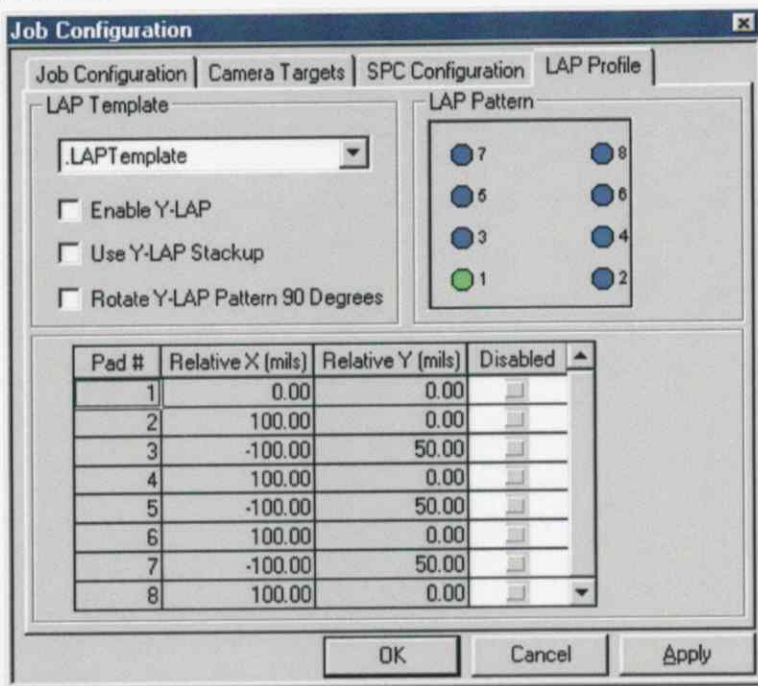 Job Configuration
Job Configuration Camera Targets SPC Configuration LAP Profile
LAP Template
.LAPTemplate
Enable Y-LAP
Use Y-LAP Stackup
Rotate Y-LAP Pattern 90 Degrees
LAP Pattern
7 8
5 6
3 4
1 2
Pad # Relative X (mils) Relative Y (mils) Disabled
1 0.00 0.00
2 100.00 0.00
3 -100.00 50.00
4 100.00 0.00
5 -100.00 50.00
6 100.00 0.00
7 -100.00 50.00
8 100.00 0.00
OK Cancel Apply